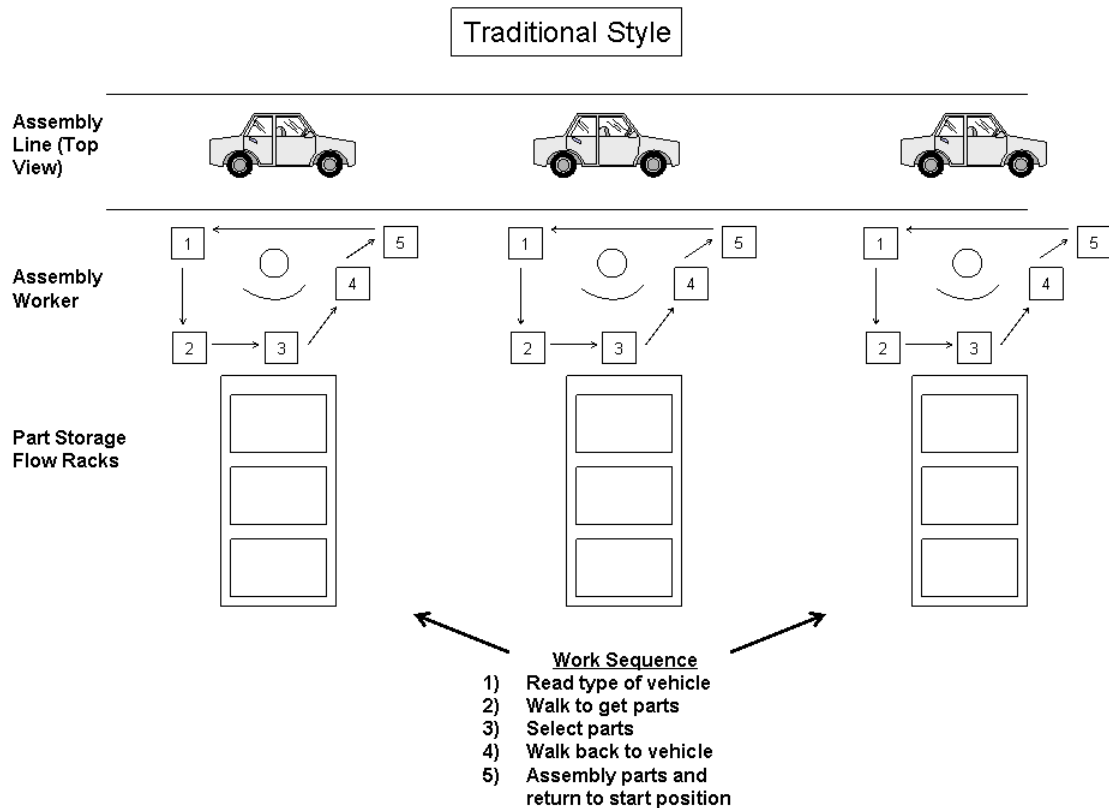 Traditional Style
Assembly
Line (Top
View)
1
5
1
5
1
5
Assembly
Worker
4
4
4
2
3
2
3
2
3
Part Storage
Flow Racks
Work Sequence
1) Read type of vehicle
2) Walk to get parts
3) Select parts
4) Walk back to vehicle
5) Assembly parts and
return to start position